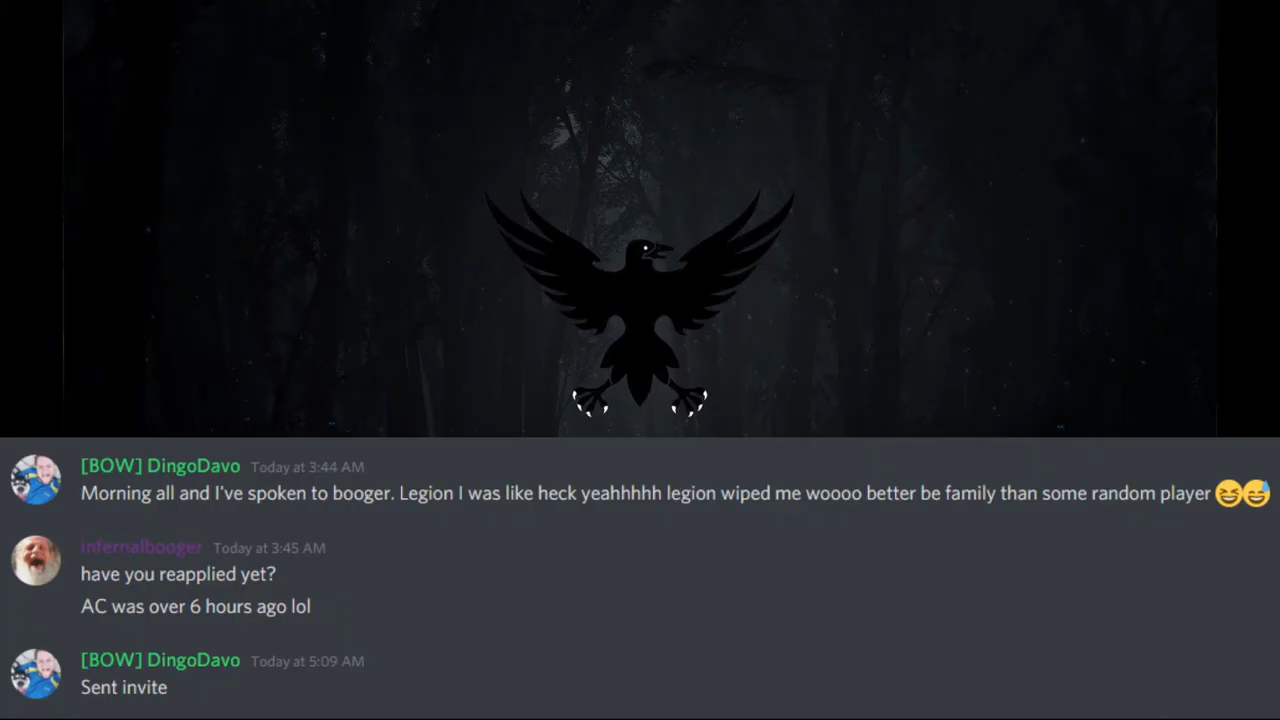 [BOW] DingoDavo Today at 3:44 AM
Morning all and I've spoken to booger. Legion I was like heck yeahhhhh legion wiped me woooo better be family than some random player 😆😅
infernalbooger Today at 3:45 AM
have you reapplied yet?
AC was over 6 hours ago lol
[BOW] DingoDavo Today at 5:09 AM
Sent invite